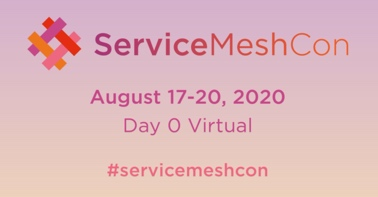 ServiceMeshCon
August 17-20, 2020
Day 0 Virtual
#servicemeshcon